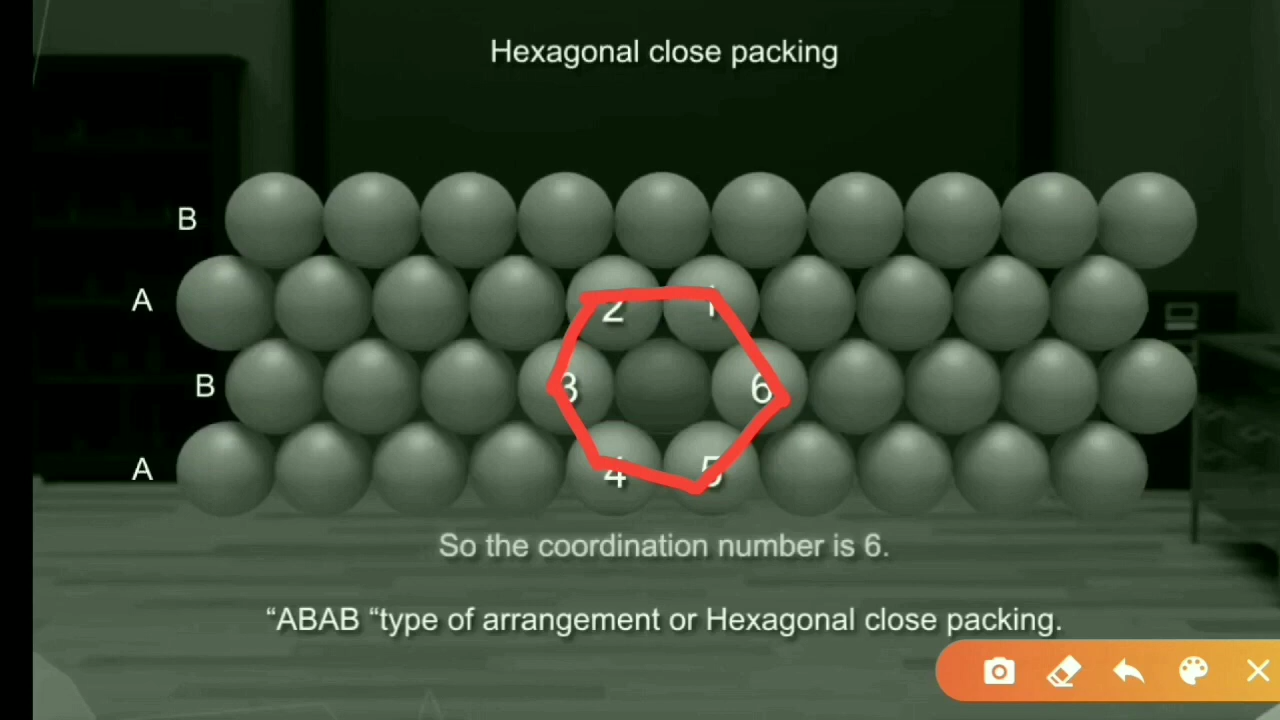 Hexagonal close packing
B
A
2 1
B
3 6
A
4 5
So the coordination number is 6.
“ABAB “type of arrangement or Hexagonal close packing.